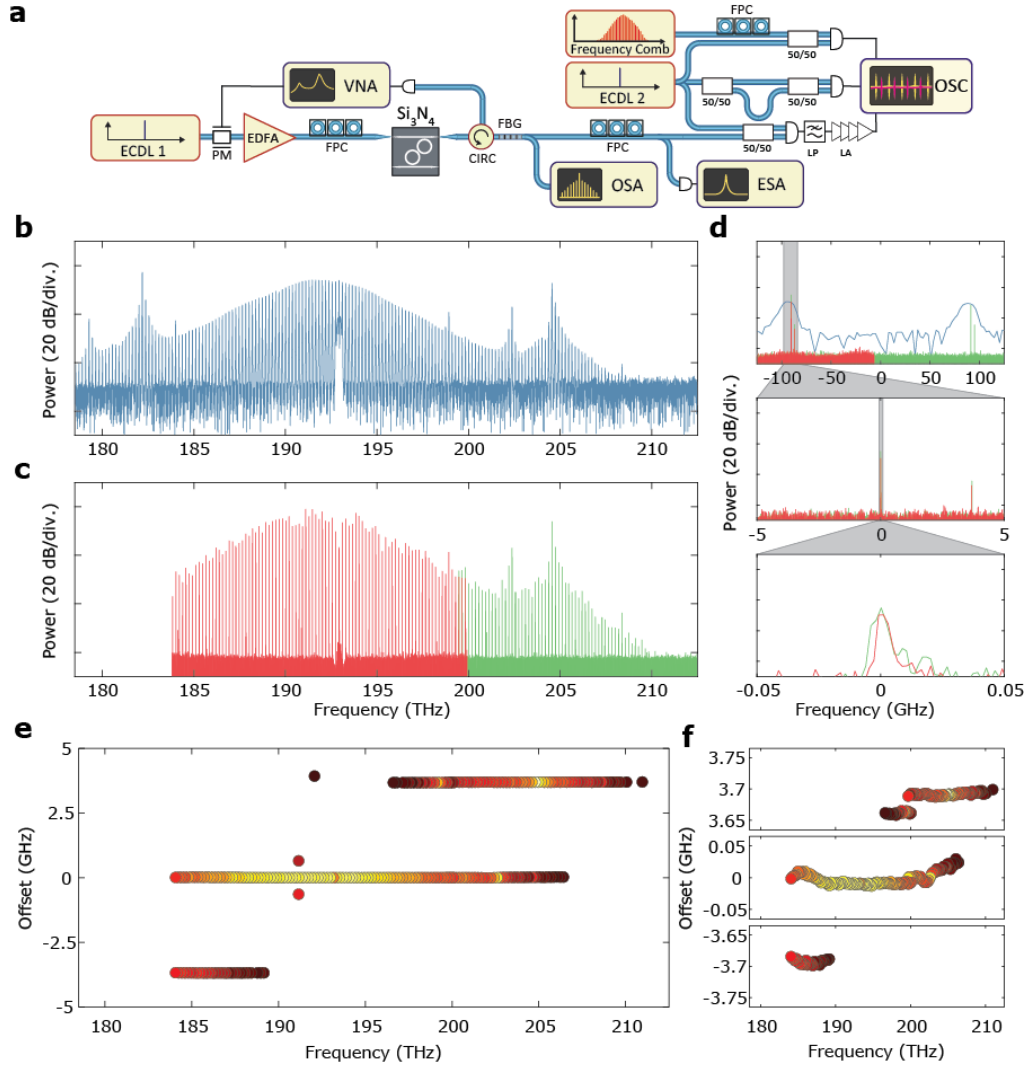 a
FPC
Frequency Comb
50/50
VNA
ECDL 2
50/50
50/50
OSC
Si3N4
ECDL 1
PM
EDFA
FPC
CIRC
FBG
FPC
50/50
LP
LA
OSA
ESA
b
Power (20 dB/div.)
180 185 190 195 200 205 210
c
Power (20 dB/div.)
180 185 190 195 200 205 210
Frequency (THz)
d
-100 -50 0 50 100
Power (20 dB/div.)
-5 0 5
-0.05 0 0.05
Frequency (GHz)
e
Offset (GHz)
5
2.5
0
-2.5
-5
180 185 190 195 200 205 210
Frequency (THz)
f
Offset (GHz)
3.75
3.7
3.65
0.05
0
-0.05
-3.65
-3.7
-3.75
180 190 200 210
Frequency (THz)